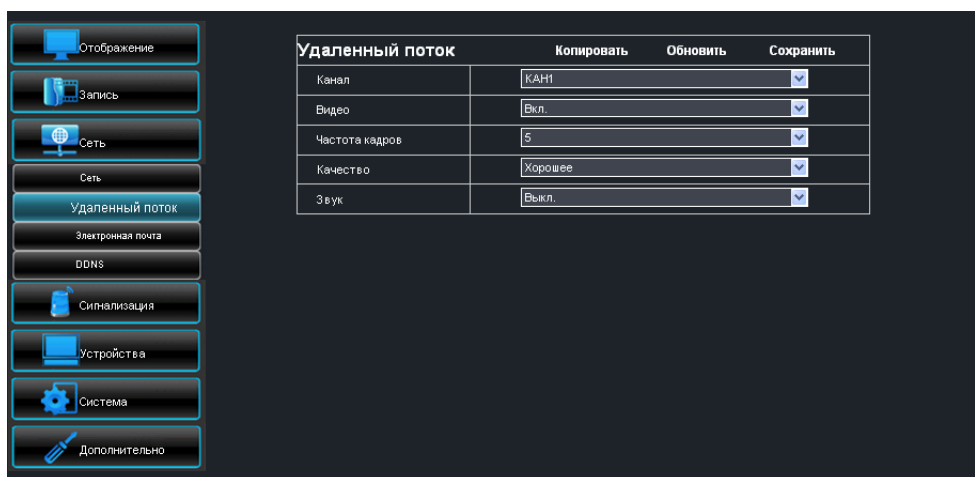 Отображение
Запись
Сеть
Сеть
Удаленный поток
Электронная почта
DDNS
Сигнализация
Устройства
Система
Дополнительно
Удаленный поток Копировать Обновить Сохранить
Канал КАН1
Видео Вкл.
Частота кадров 5
Качество Хорошее
Звук Выкл.